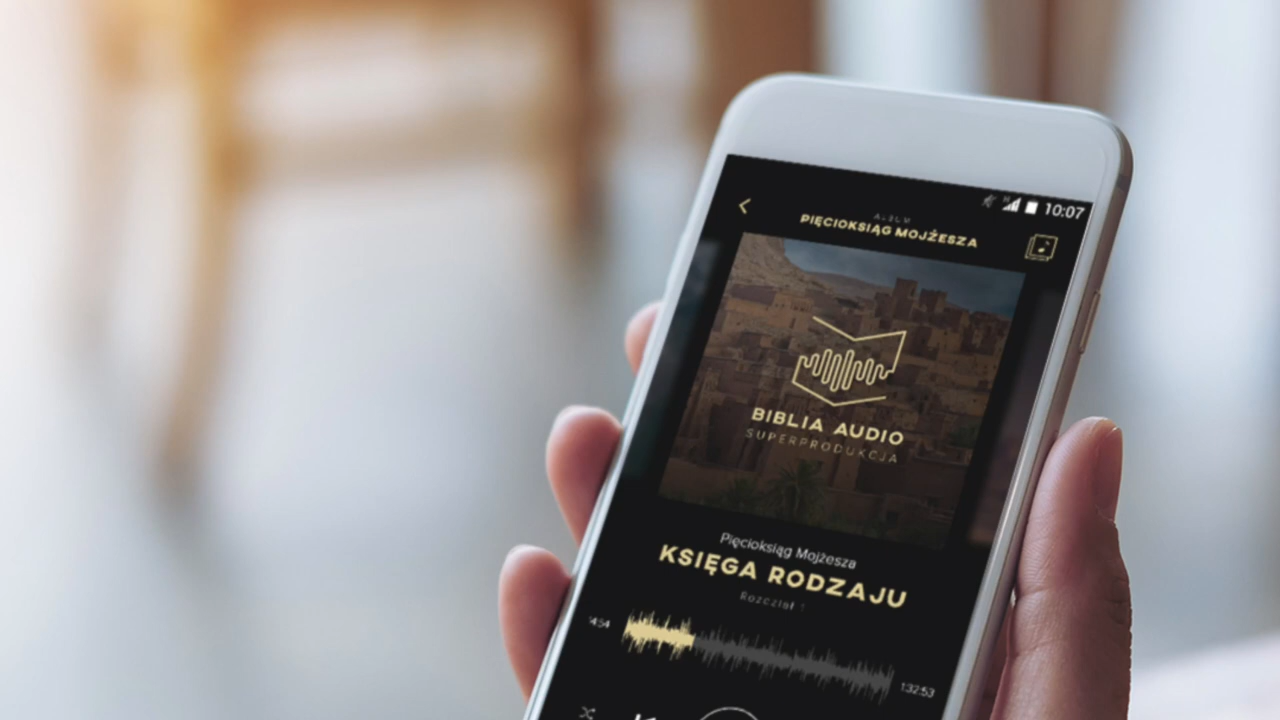 10:07
ALBUM
PIĘCIOKSIĄG MOJŻESZA
BIBLIA AUDIO
SUPERPRODUKCJA
Pięcioksiąg Mojżesza
KSIĘGA RODZAJU
Rozdział 1
14:54
1:32:53